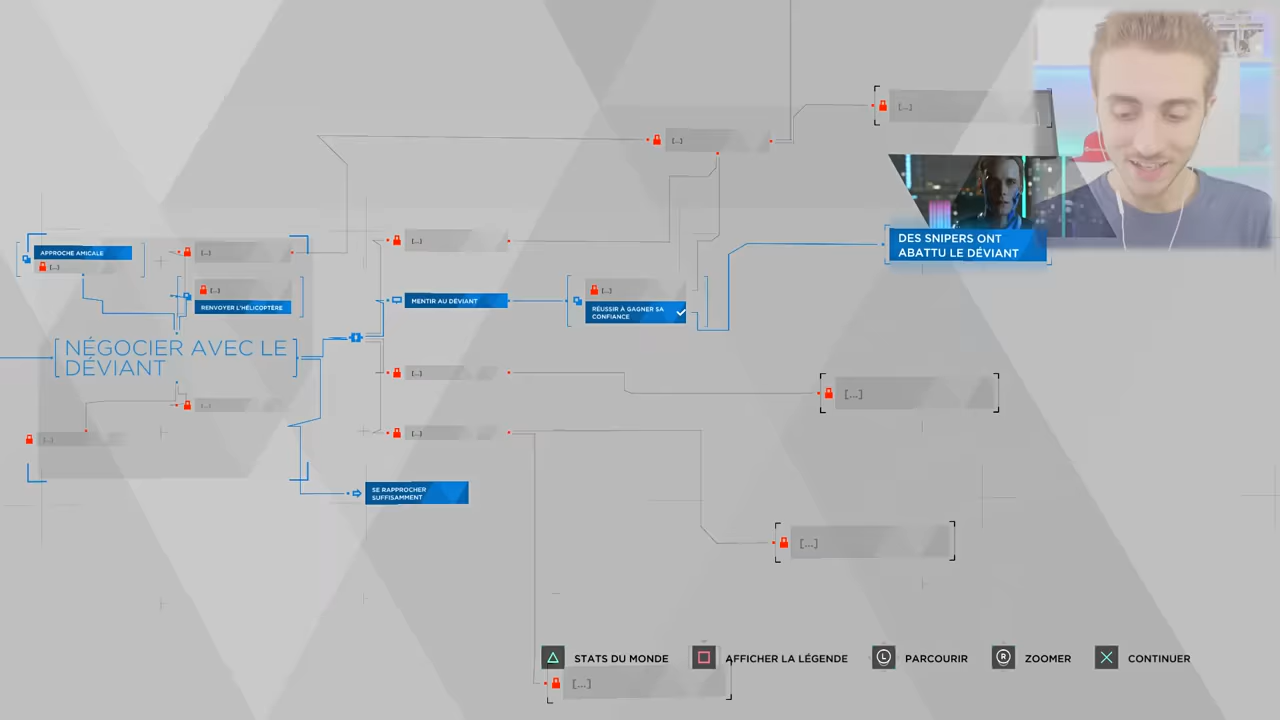 [...]
[...]
DES SNIPERS ONT
ABATTU LE DÉVIANT
[...]
APPROCHE AMICALE
[...]
[...]
[...]
RENVOYER L'HÉLICOPTÈRE
MENTIR AU DÉVIANT
[...]
RÉUSSIR À GAGNER SA
CONFIANCE
NÉGOCIER AVEC LE
DÉVIANT
[...]
[...]
[...]
[...]
[...]
SE RAPPROCHER
SUFFISAMMENT
[...]
STATS DU MONDE
AFFICHER LA LÉGENDE
L
PARCOURIR
R
ZOOMER
CONTINUER
[...]